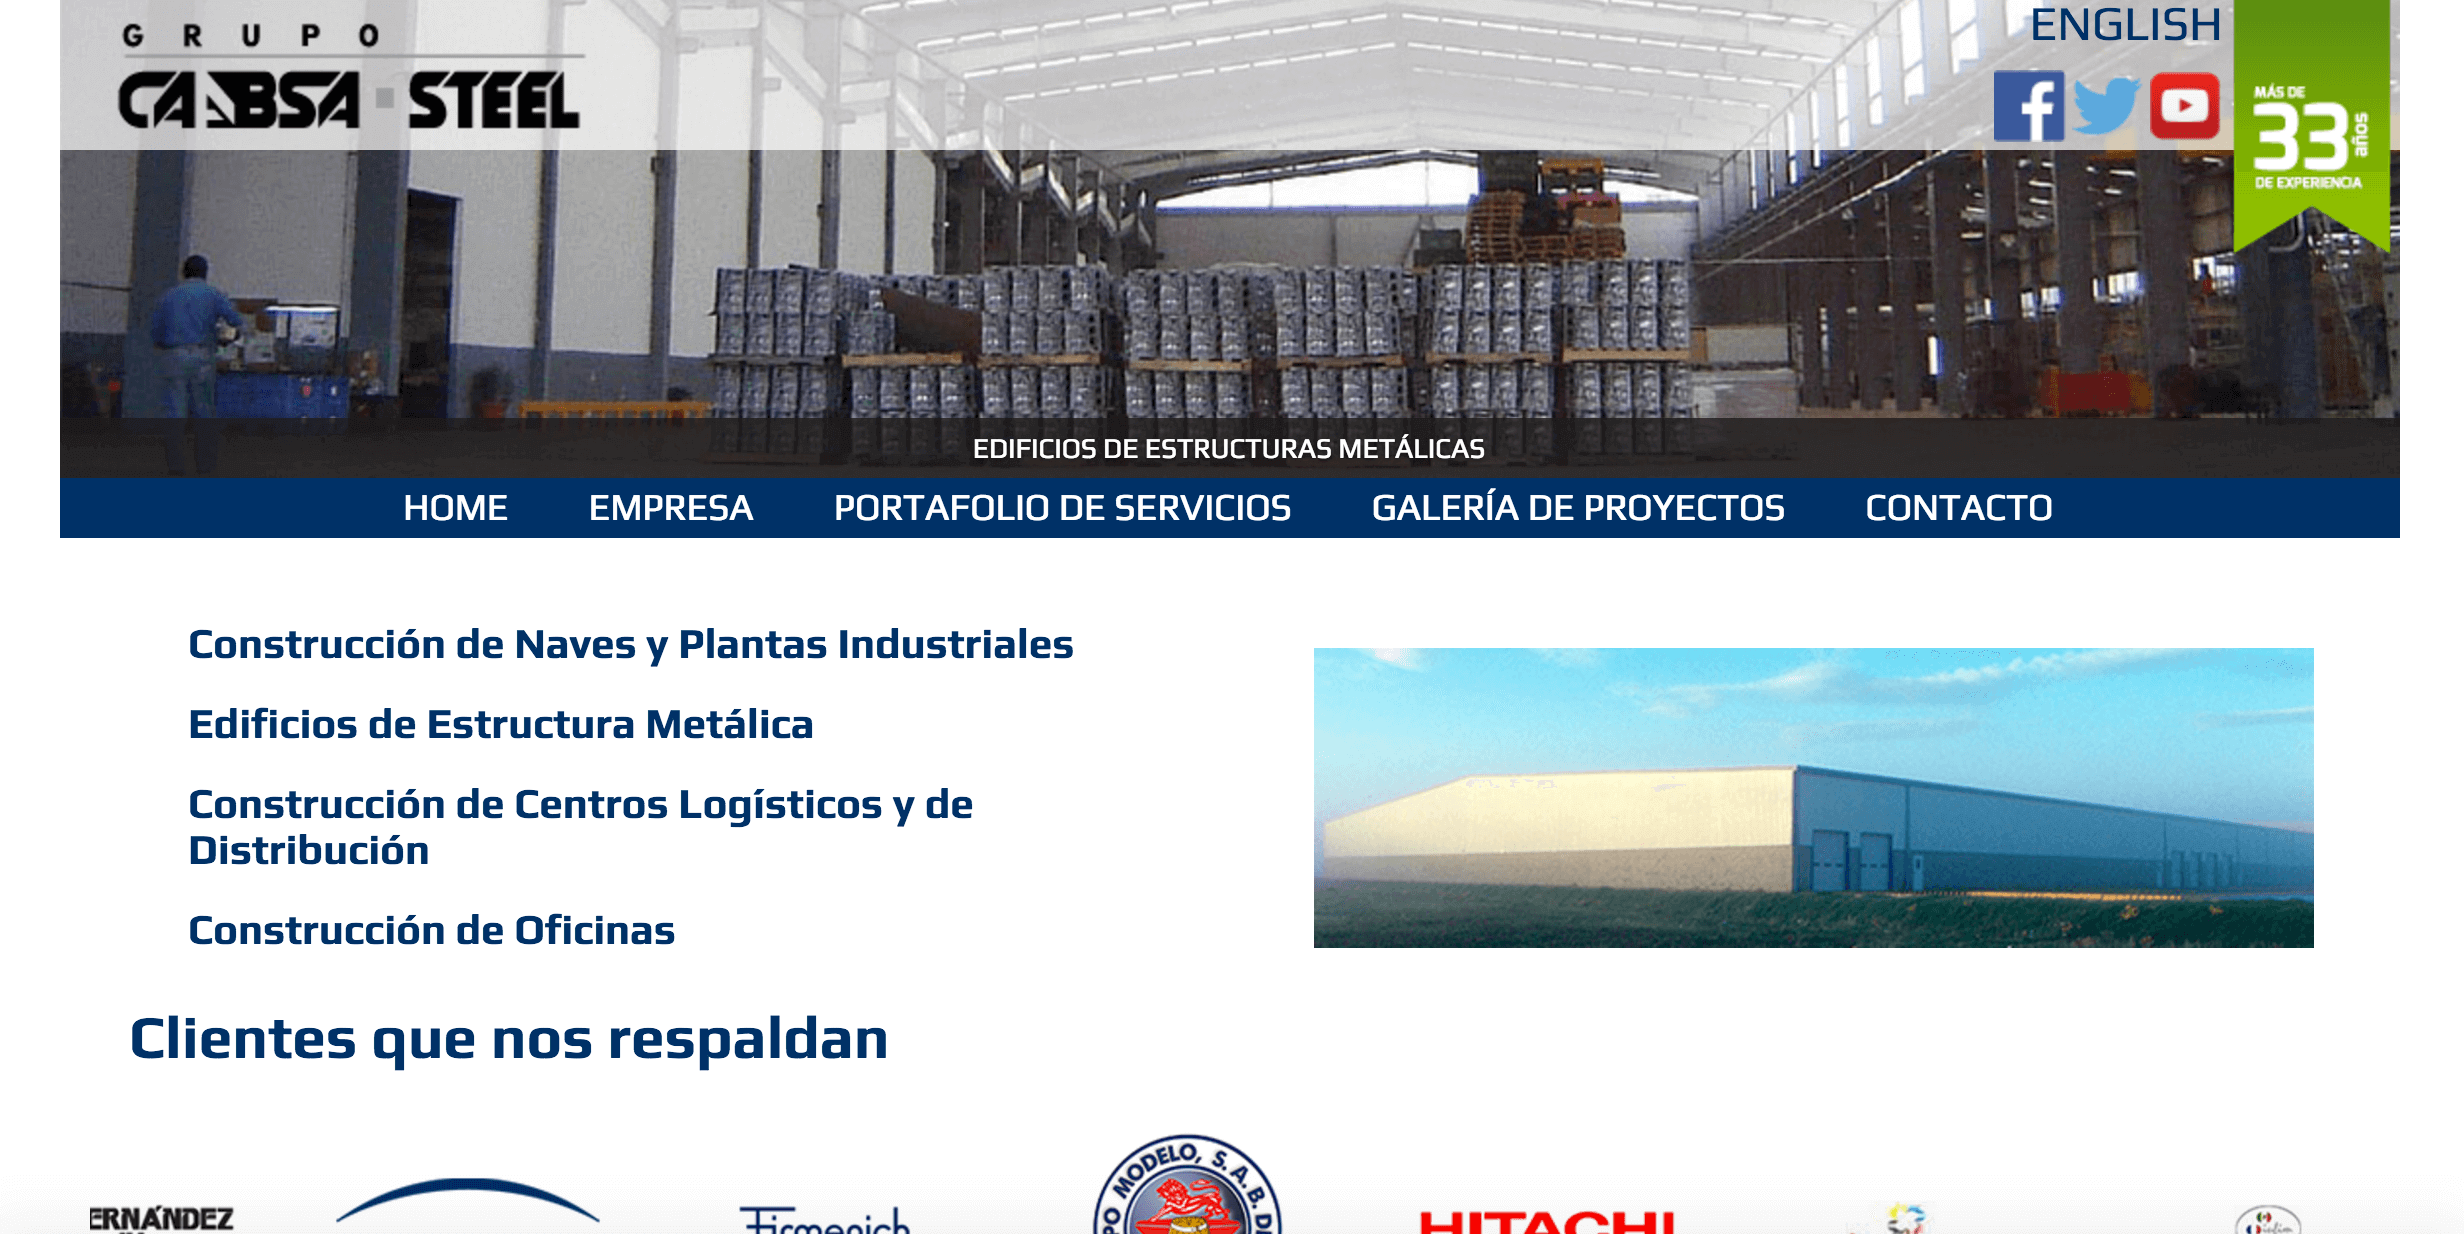 GRUPO
CABSA STEEL
ENGLISH
MÁS DE
33
años
DE EXPERIENCIA
EDIFICIOS DE ESTRUCTURAS METÁLICAS
HOME EMPRESA PORTAFOLIO DE SERVICIOS GALERÍA DE PROYECTOS CONTACTO
Construcción de Naves y Plantas Industriales
Edificios de Estructura Metálica
Construcción de Centros Logísticos y de
Distribución
Construcción de Oficinas
Clientes que nos respaldan
ERNÁNDEZ
Firmenich
MODELO, S.A.B. DE
HITACHI